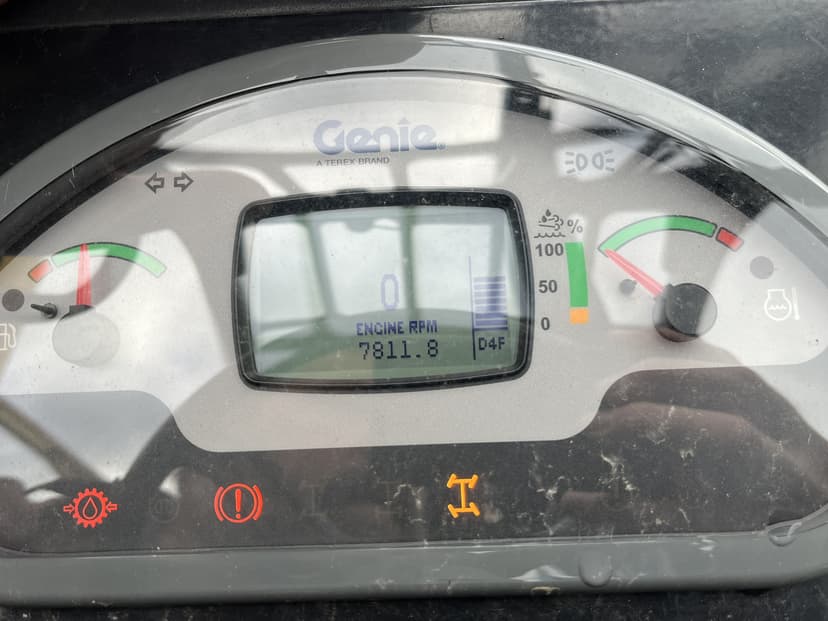 Genie
A TEREX BRAND
%
100
50
0
0
ENGINE RPM
7811.8
D4F